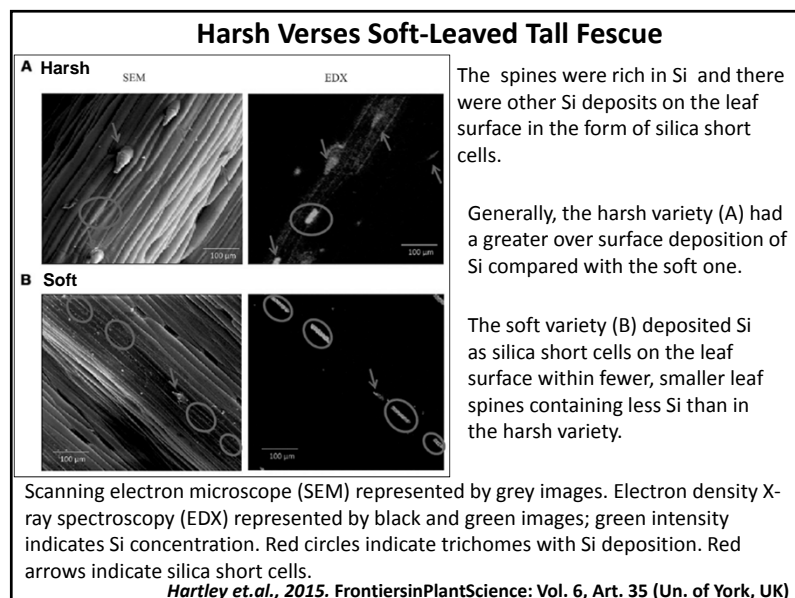 Harsh Verses Soft-Leaved Tall Fescue
A Harsh
SEM
EDX
100 µm
100 µm
B Soft
100 µm
100 µm
The spines were rich in Si and there
were other Si deposits on the leaf
surface in the form of silica short
cells.
Generally, the harsh variety (A) had
a greater over surface deposition of
Si compared with the soft one.
The soft variety (B) deposited Si
as silica short cells on the leaf
surface within fewer, smaller leaf
spines containing less Si than in
the harsh variety.
Scanning electron microscope (SEM) represented by grey images. Electron density X-
ray spectroscopy (EDX) represented by black and green images; green intensity
indicates Si concentration. Red circles indicate trichomes with Si deposition. Red
arrows indicate silica short cells.
Hartley et.al., 2015. FrontiersinPlantScience: Vol. 6, Art. 35 (Un. of York, UK)